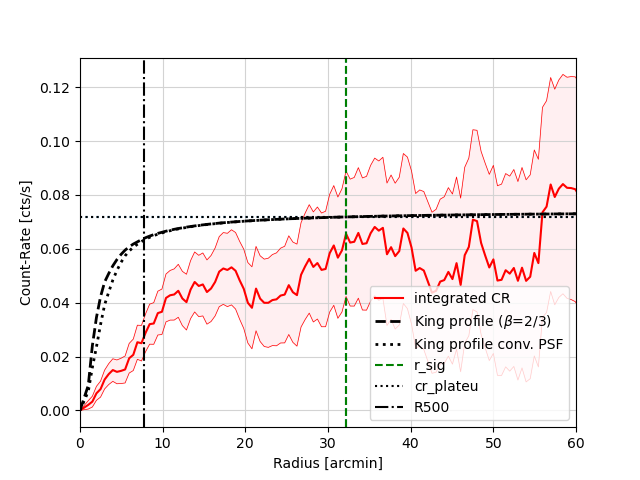 0.12
0.10
0.08
0.06
0.04
0.02
0.00
Count-Rate [cts/s]
integrated CR
King profile (β=2/3)
King profile conv. PSF
r_sig
cr_plateu
R500
0 10 20 30 40 50 60
Radius [arcmin]